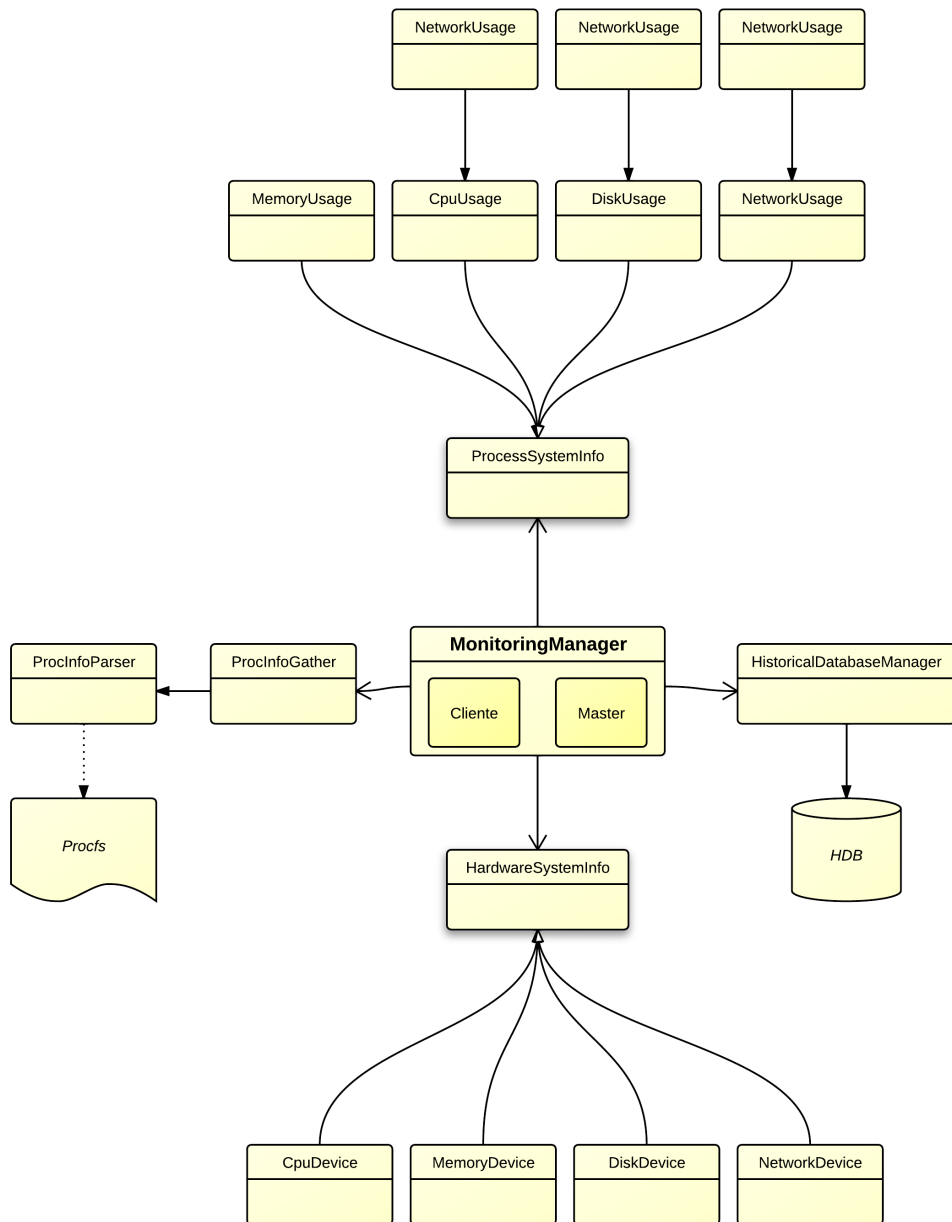 NetworkUsage
NetworkUsage
NetworkUsage
MemoryUsage
CpuUsage
DiskUsage
NetworkUsage
ProcessSystemInfo
MonitoringManager
Cliente
Master
ProcInfoParser
ProcInfoGather
HistoricalDatabaseManager
Procfs
HDB
HardwareSystemInfo
CpuDevice
MemoryDevice
DiskDevice
NetworkDevice